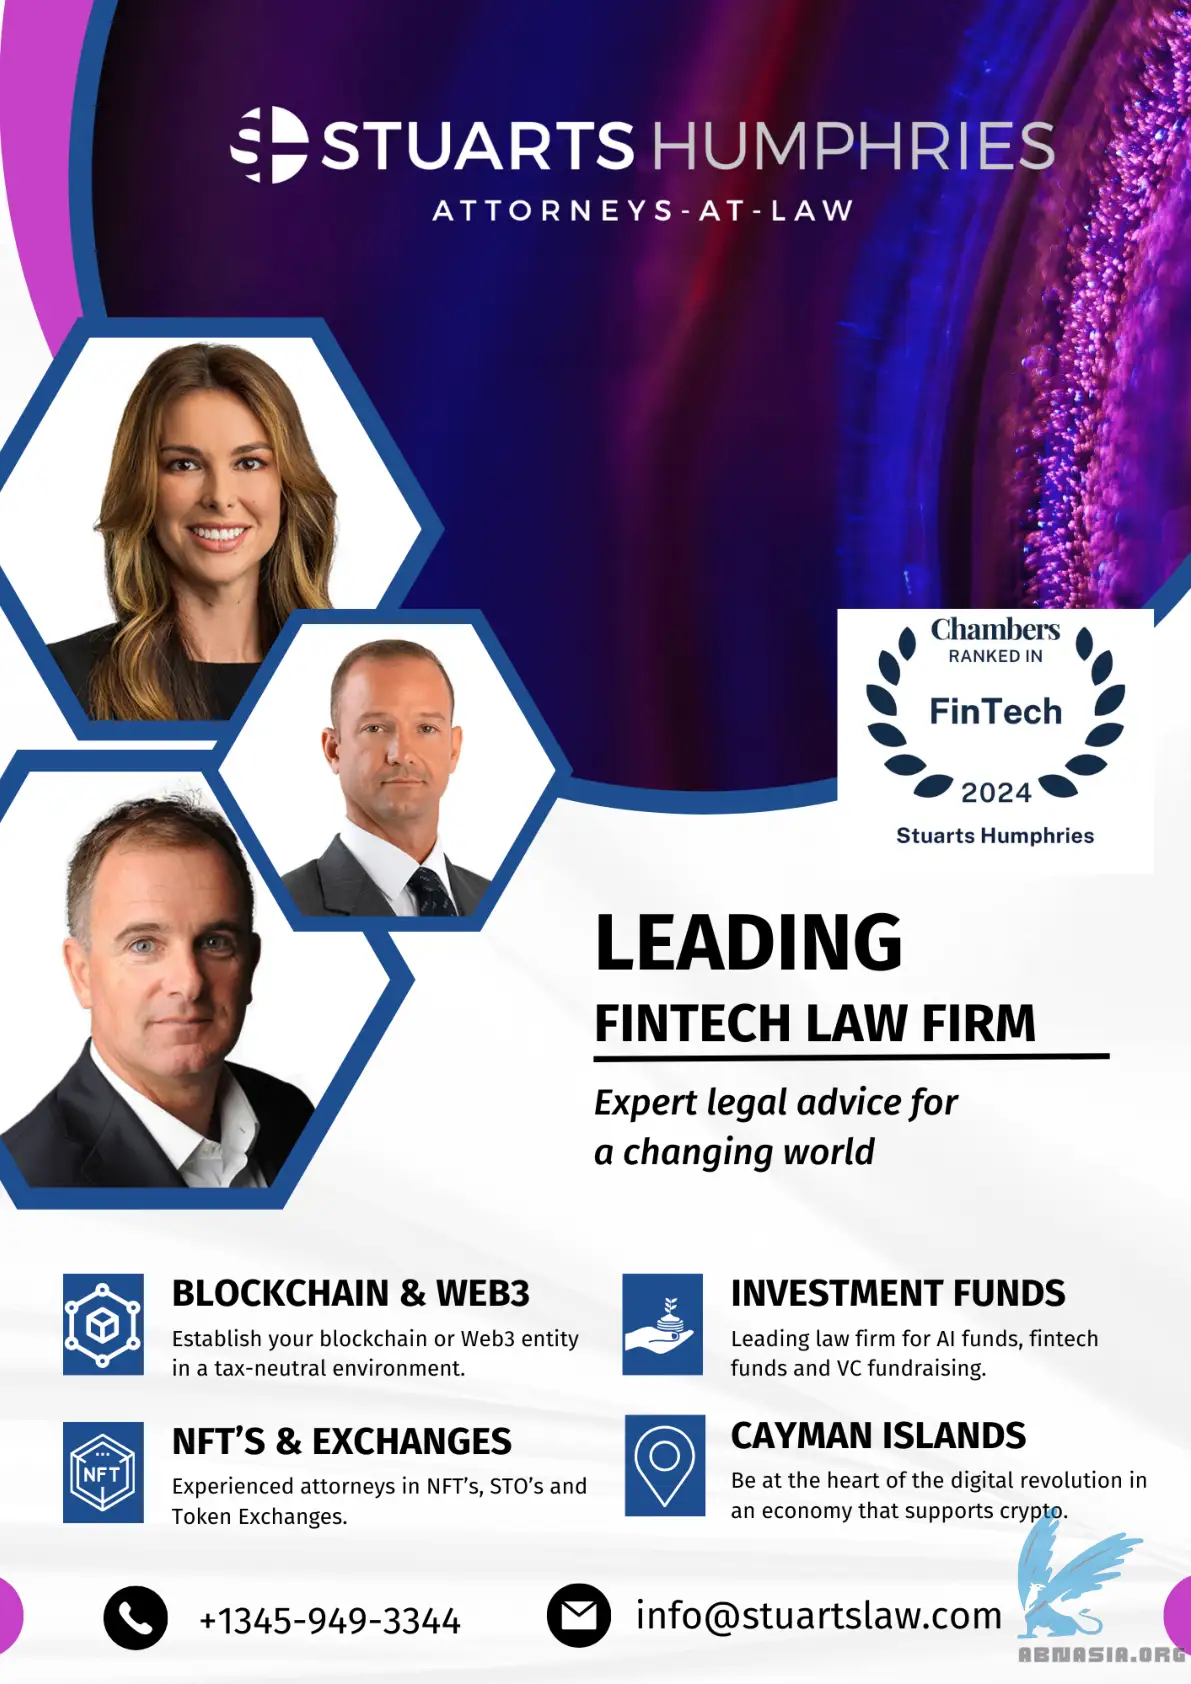 STUARTS HUMPHRIES
ATTORNEYS-AT-LAW
Chambers
RANKED IN
FinTech
2024
Stuarts Humphries
LEADING
FINTECH LAW FIRM
Expert legal advice for
a changing world
BLOCKCHAIN & WEB3
Establish your blockchain or Web3 entity
in a tax-neutral environment.
INVESTMENT FUNDS
Leading law firm for AI funds, fintech
funds and VC fundraising.
NFT
NFT’S & EXCHANGES
Experienced attorneys in NFT’s, STO’s and
Token Exchanges.
CAYMAN ISLANDS
Be at the heart of the digital revolution in
an economy that supports crypto.
+1345-949-3344
info@stuartslaw.com
ABNASIA.ORG